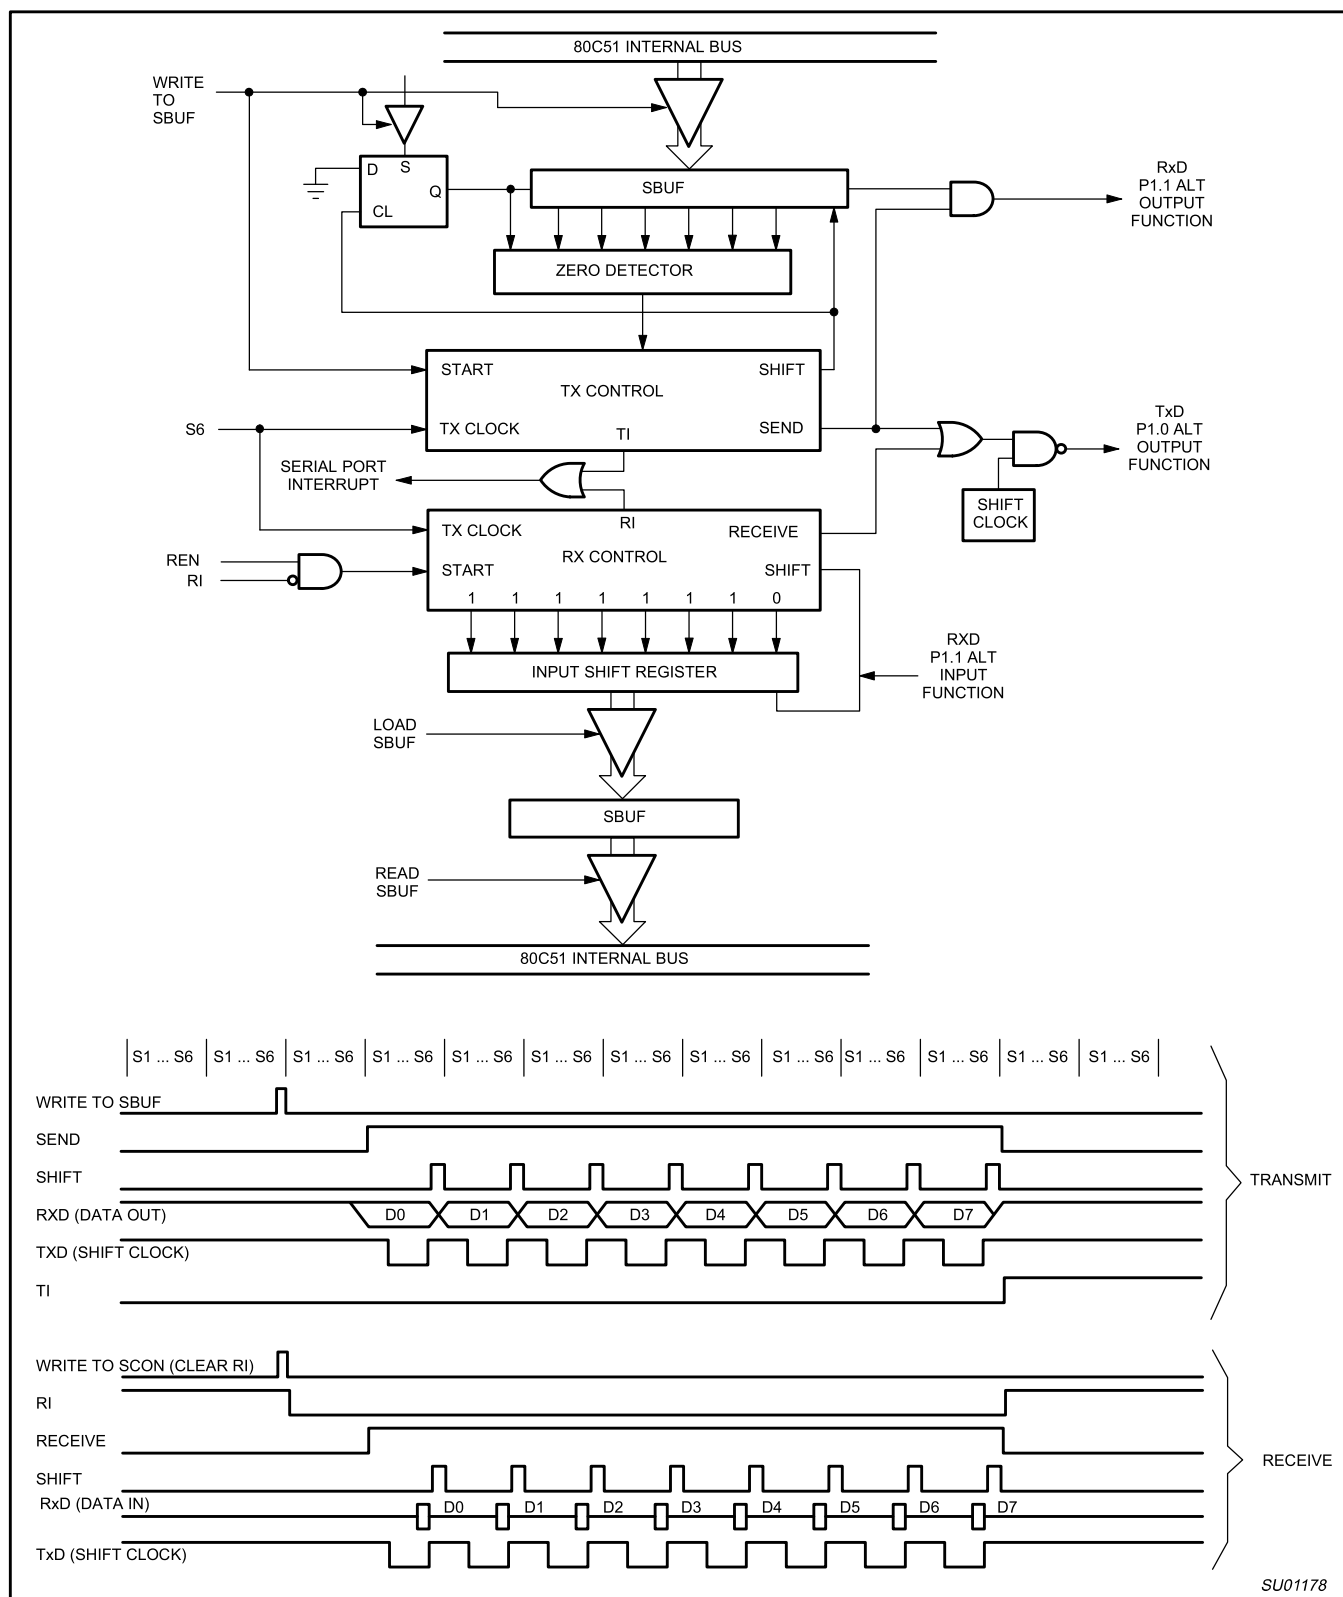 80C51 INTERNAL BUS
WRITE
TO
SBUF
D
S
Q
CL
SBUF
RxD
P1.1 ALT
OUTPUT
FUNCTION
ZERO DETECTOR
START
SHIFT
TX CONTROL
S6
TX CLOCK
TI
SEND
TxD
P1.0 ALT
OUTPUT
FUNCTION
SERIAL PORT
INTERRUPT
SHIFT
CLOCK
TX CLOCK
RI
RECEIVE
REN
RI
RX CONTROL
START
SHIFT
1 1 1 1 1 1 1 0
INPUT SHIFT REGISTER
RXD
P1.1 ALT
INPUT
FUNCTION
LOAD
SBUF
SBUF
READ
SBUF
80C51 INTERNAL BUS
S1 ... S6 S1 ... S6 S1 ... S6 S1 ... S6 S1 ... S6 S1 ... S6 S1 ... S6 S1 ... S6 S1 ... S6 S1 ... S6 S1 ... S6 S1 ... S6 S1 ... S6
WRITE TO SBUF
SEND
SHIFT
TRANSMIT
RXD (DATA OUT) D0 D1 D2 D3 D4 D5 D6 D7
TXD (SHIFT CLOCK)
TI
WRITE TO SCON (CLEAR RI)
RI
RECEIVE
RECEIVE
SHIFT
RxD (DATA IN) D0 D1 D2 D3 D4 D5 D6 D7
TxD (SHIFT CLOCK)
SU01178